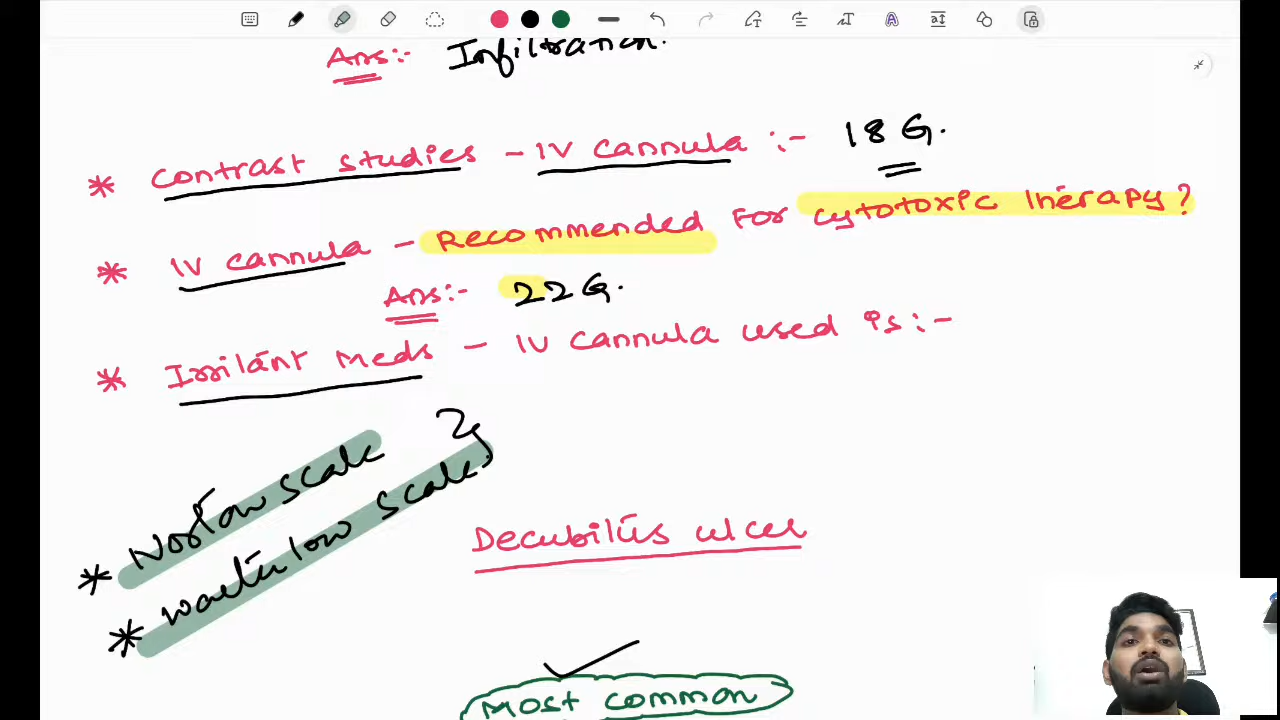 Ans:- Infiltration.
* Contrast studies - IV cannula :- 18 G.
* IV cannula - Recommended For cytotoxic therapy?
Ans:- 22 G.
* Irritant Meds - IV cannula used is:-
* Norton scale
* waterlow scale
Decubitus ulcer
Most common